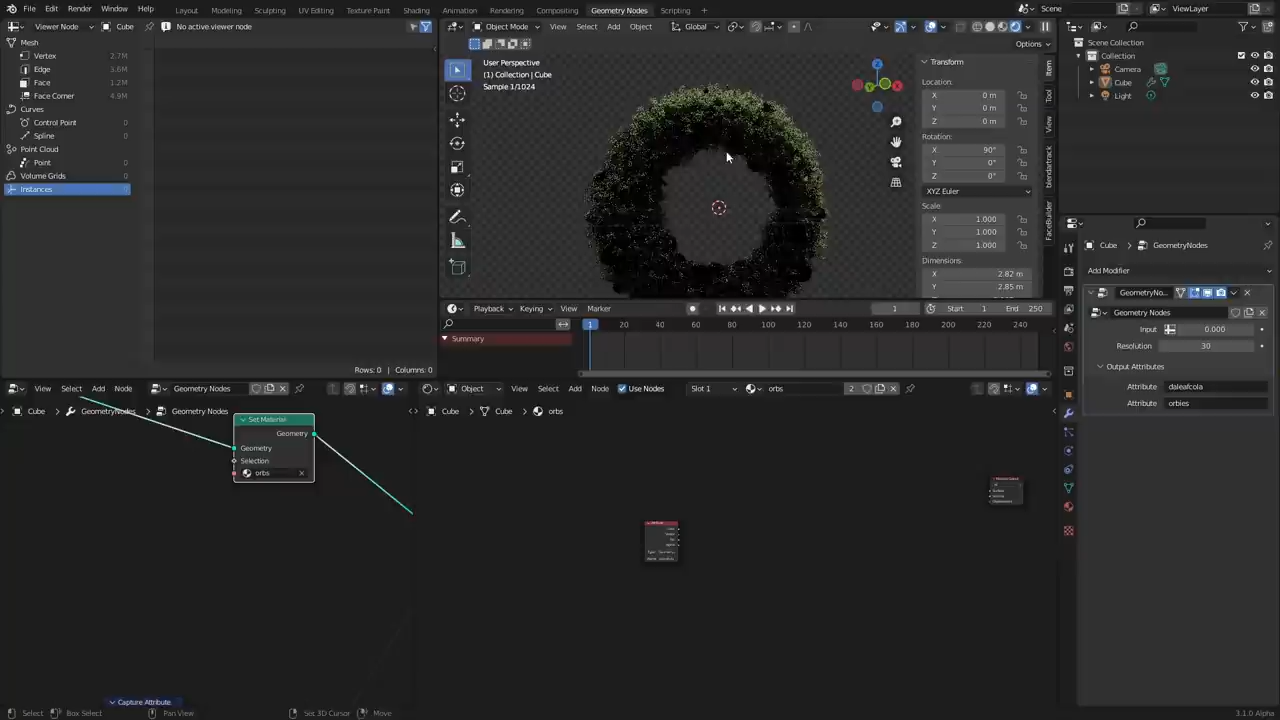 File Edit Render Window Help
Layout Modeling Sculpting UV Editing Texture Paint Shading Animation Rendering Compositing Geometry Nodes Scripting +
Scene
ViewLayer
Viewer Node Cube No active viewer node
Mesh
Vertex 2.7M
Edge 3.6M
Face 1.2M
Face Corner 4.9M
Curves
Control Point 0
Spline 0
Point Cloud
Point 0
Volume Grids 0
Instances 0
Rows: 0 | Columns: 0
Object Mode View Select Add Object Global
Options
User Perspective
(1) Collection | Cube
Sample 1/1024
X
Y
Z
Transform
Location:
X 0 m
Y 0 m
Z 0 m
Rotation:
X 90°
Y 0°
Z 0°
XYZ Euler
Scale:
X 1.000
Y 1.000
Z 1.000
Dimensions:
X 2.82 m
Y 2.85 m
Item
Tool
View
blendartrack
FaceBuilder
Playback Keying View Marker 1 Start 1 End 250
1 20 40 60 80 100 120 140 160 180 200 220 240
Summary
Scene Collection
Collection
Camera
Cube
Light
Cube GeometryNodes
Add Modifier
GeometryNo...
Geometry Nodes
Input 0.000
Resolution 30
Output Attributes
Attribute daleafcola
Attribute orbies
View Select Add Node Geometry Nodes
Cube GeometryNodes Geometry Nodes
Set Material
Geometry
Geometry
Selection
orbs
Capture Attribute
Object View Select Add Node Use Nodes Slot 1 orbs 2
Cube Cube orbs
Select Box Select Pan View Set 3D Cursor Move
3.1.0 Alpha